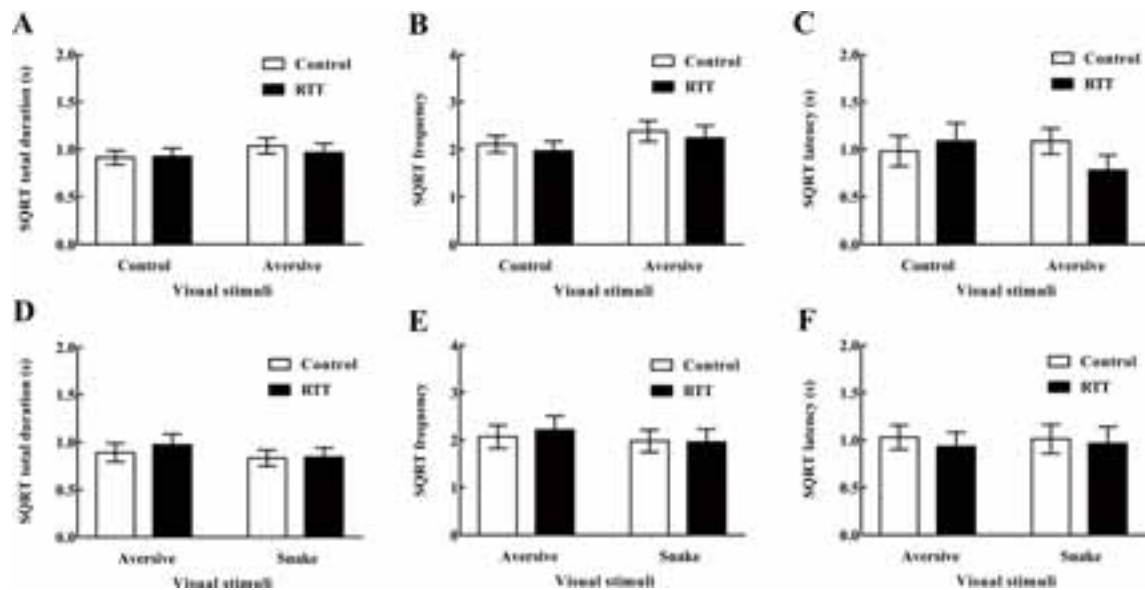 A
SQRT total duration (s)
2.0
1.5
1.0
0.5
0.0
Control
RTT
Control Aversive
Visual stimuli
B
SQRT frequency
4
3
2
1
0
Control
RTT
Control Aversive
Visual stimuli
C
SQRT latency (s)
2.0
1.5
1.0
0.5
0.0
Control
RTT
Control Aversive
Visual stimuli
D
SQRT total duration (s)
2.0
1.5
1.0
0.5
0.0
Control
RTT
Aversive Snake
Visual stimuli
E
SQRT frequency
4
3
2
1
0
Control
RTT
Aversive Snake
Visual stimuli
F
SQRT latency (s)
2.0
1.5
1.0
0.5
0.0
Control
RTT
Aversive Snake
Visual stimuli